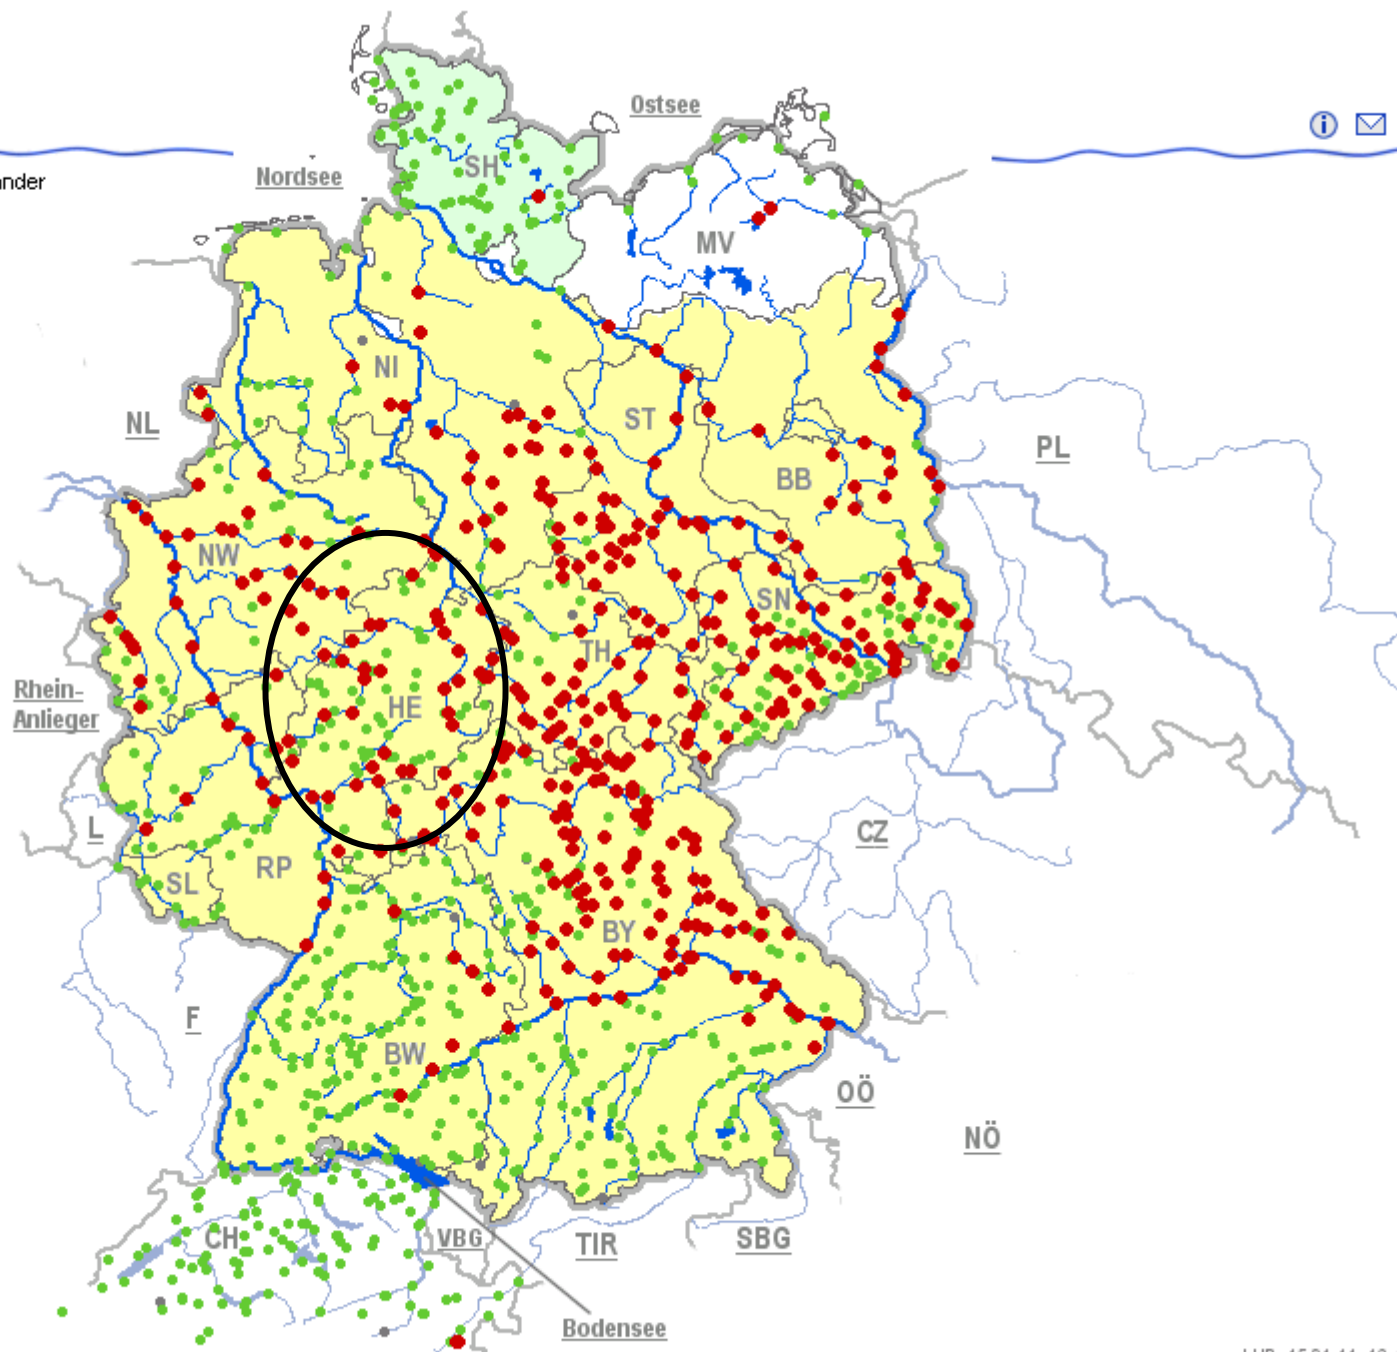 Ostsee
ander
Nordsee
SH
MV
NI
NL
ST
PL
BB
NW
SN
TH
Rhein-
Anlieger
HE
L
CZ
RP
SL
BY
F
BW
OÖ
NÖ
CH
VBG
TIR
SBG
Bodensee